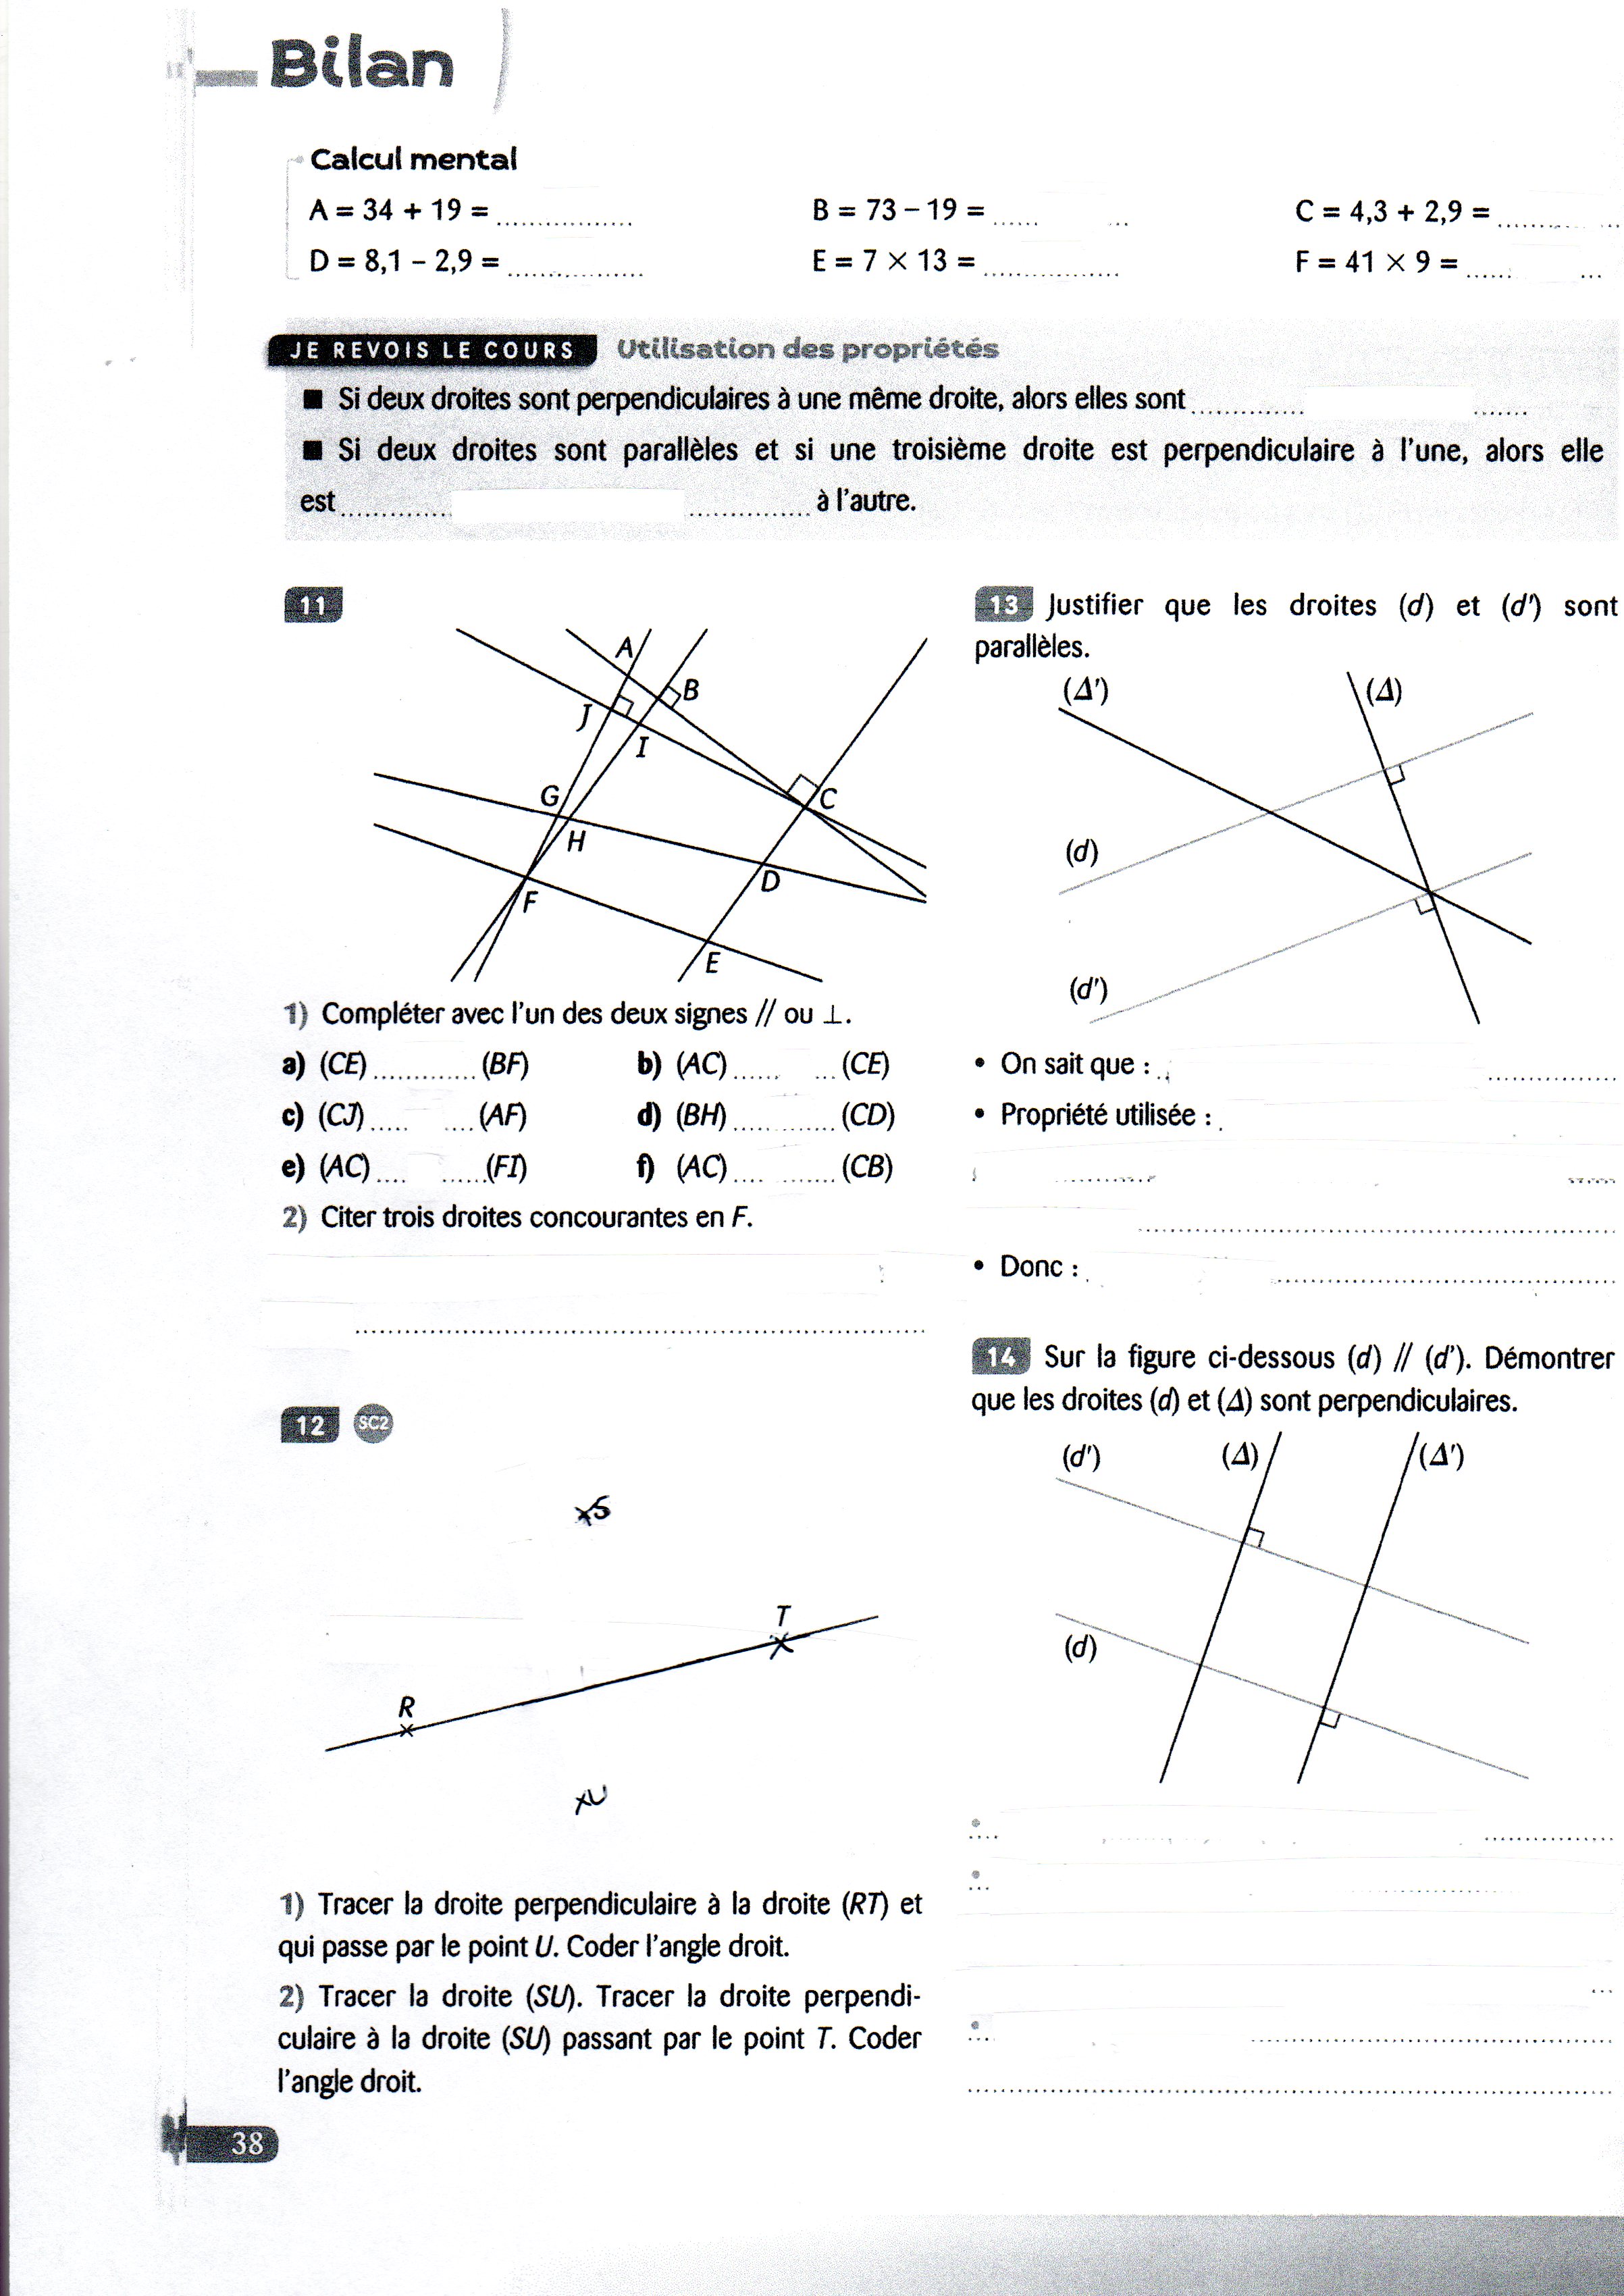 Bilan
Calcul mental
A = 34 + 19 = ................
B = 73 – 19 = ...... ...
C = 4,3 + 2,9 = ............ ...
D = 8,1 – 2,9 = ................
E = 7 × 13 = ................
F = 41 × 9 = ...... ...
JE REVOIS LE COURS Utilisation des propriétés
■ Si deux droites sont perpendiculaires à une même droite, alors elles sont .............. .......
■ Si deux droites sont parallèles et si une troisième droite est perpendiculaire à l'une, alors elle
est ............. ............... à l'autre.
11
A
B
J
I
G
C
H
D
F
E
1) Compléter avec l'un des deux signes // ou ⊥.
a) (CE) ............. (BF)
b) (AC) ...... ... (CE)
c) (CJ) ..... .... (AF)
d) (BH) ............. (CD)
e) (AC) .... ...... (FI)
f) (AC) .... ....... (CB)
2) Citer trois droites concourantes en F.
12 SC2
S
T
R
U
1) Tracer la droite perpendiculaire à la droite (RT) et
qui passe par le point U. Coder l'angle droit.
2) Tracer la droite (SU). Tracer la droite perpendi-
culaire à la droite (SU) passant par le point T. Coder
l'angle droit.
13 Justifier que les droites (d) et (d') sont
parallèles.
(Δ')
(Δ)
(d)
(d')
• On sait que : .. ................
• Propriété utilisée : .
• Donc : .
14 Sur la figure ci-dessous (d) // (d'). Démontrer
que les droites (d) et (Δ) sont perpendiculaires.
(d')
(Δ)
(Δ')
(d)
38